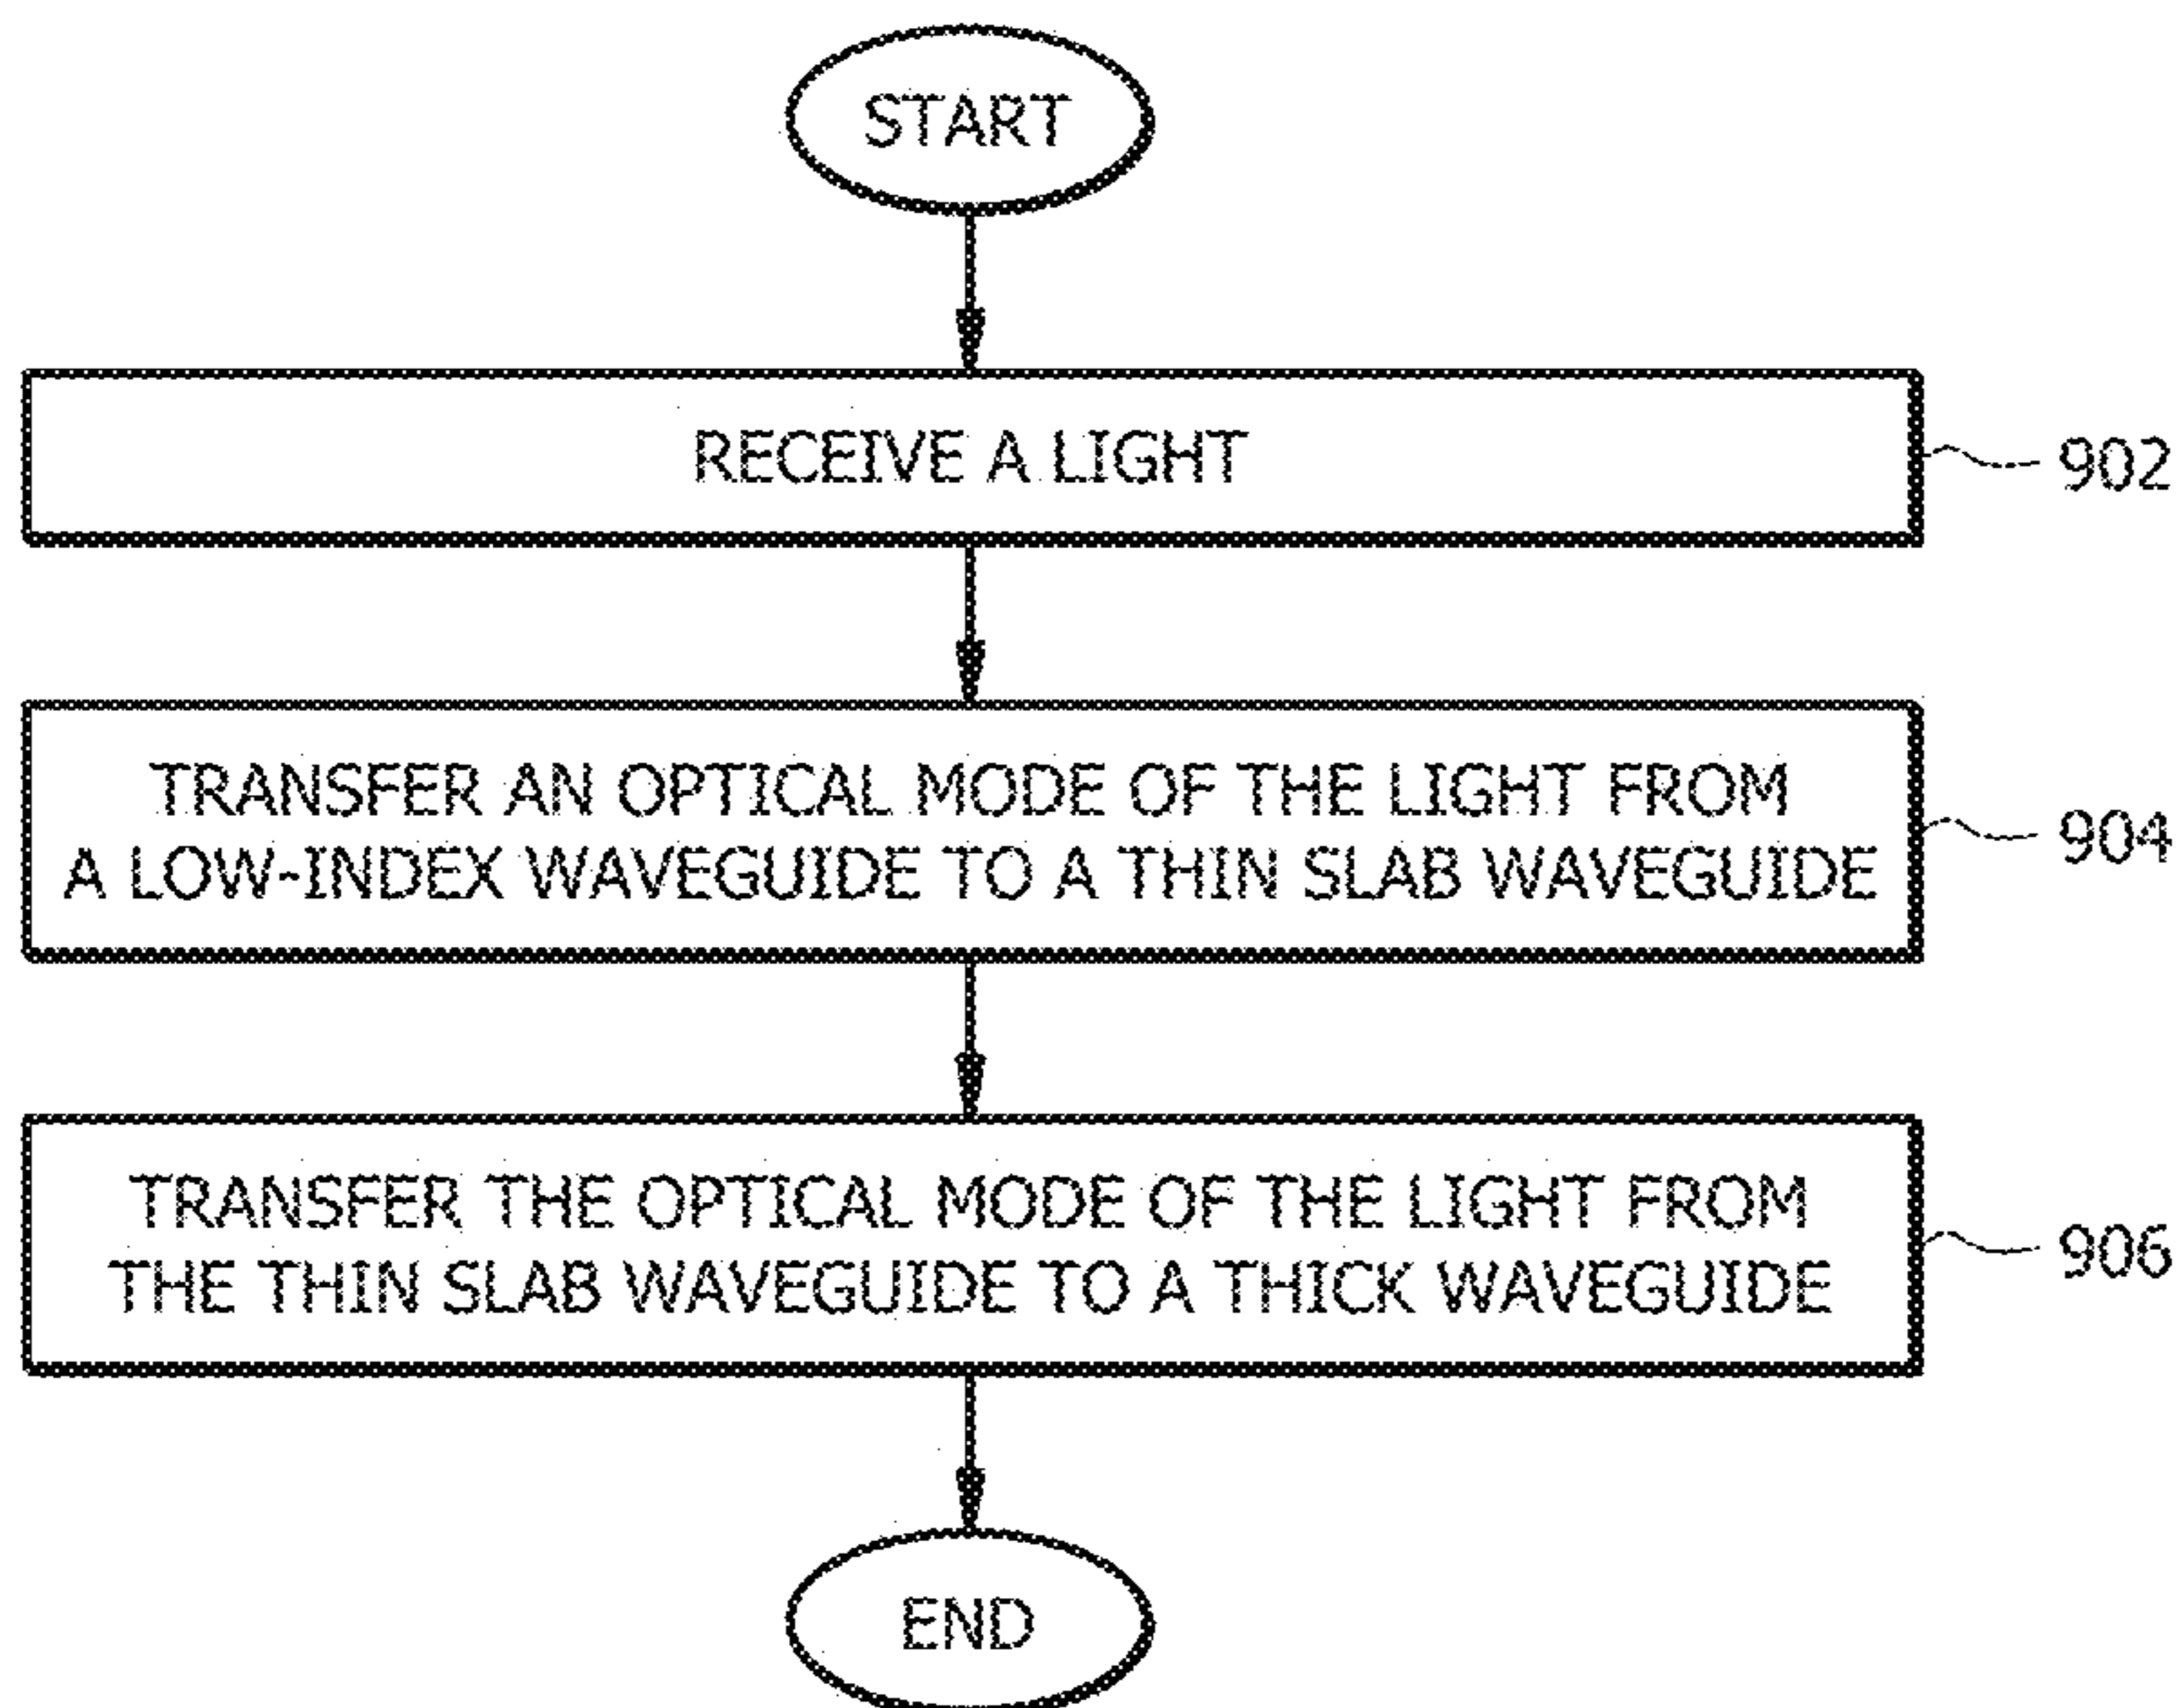 START
RECEIVE A LIGHT
902
TRANSFER AN OPTICAL MODE OF THE LIGHT FROM
A LOW-INDEX WAVEGUIDE TO A THIN SLAB WAVEGUIDE
904
TRANSFER THE OPTICAL MODE OF THE LIGHT FROM
THE THIN SLAB WAVEGUIDE TO A THICK WAVEGUIDE
906
END